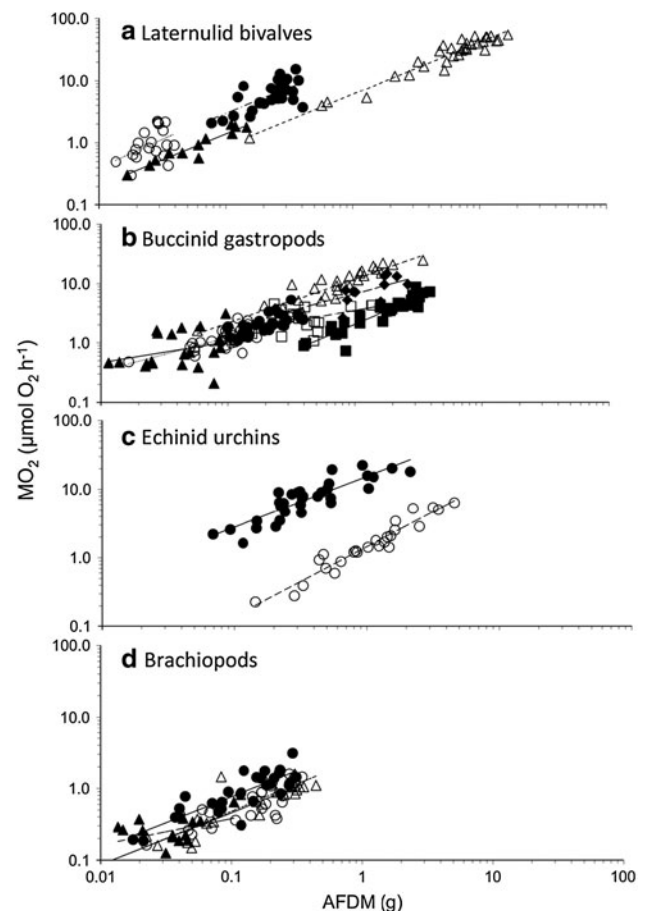 a Laternulid bivalves
100.0
10.0
1.0
0.1
b Buccinid gastropods
100.0
10.0
1.0
0.1
c Echinid urchins
100.0
10.0
1.0
0.1
d Brachiopods
100.0
10.0
1.0
0.1
0.01 0.1 1 10 100
MO₂ (µmol O₂ h⁻¹)
AFDM (g)